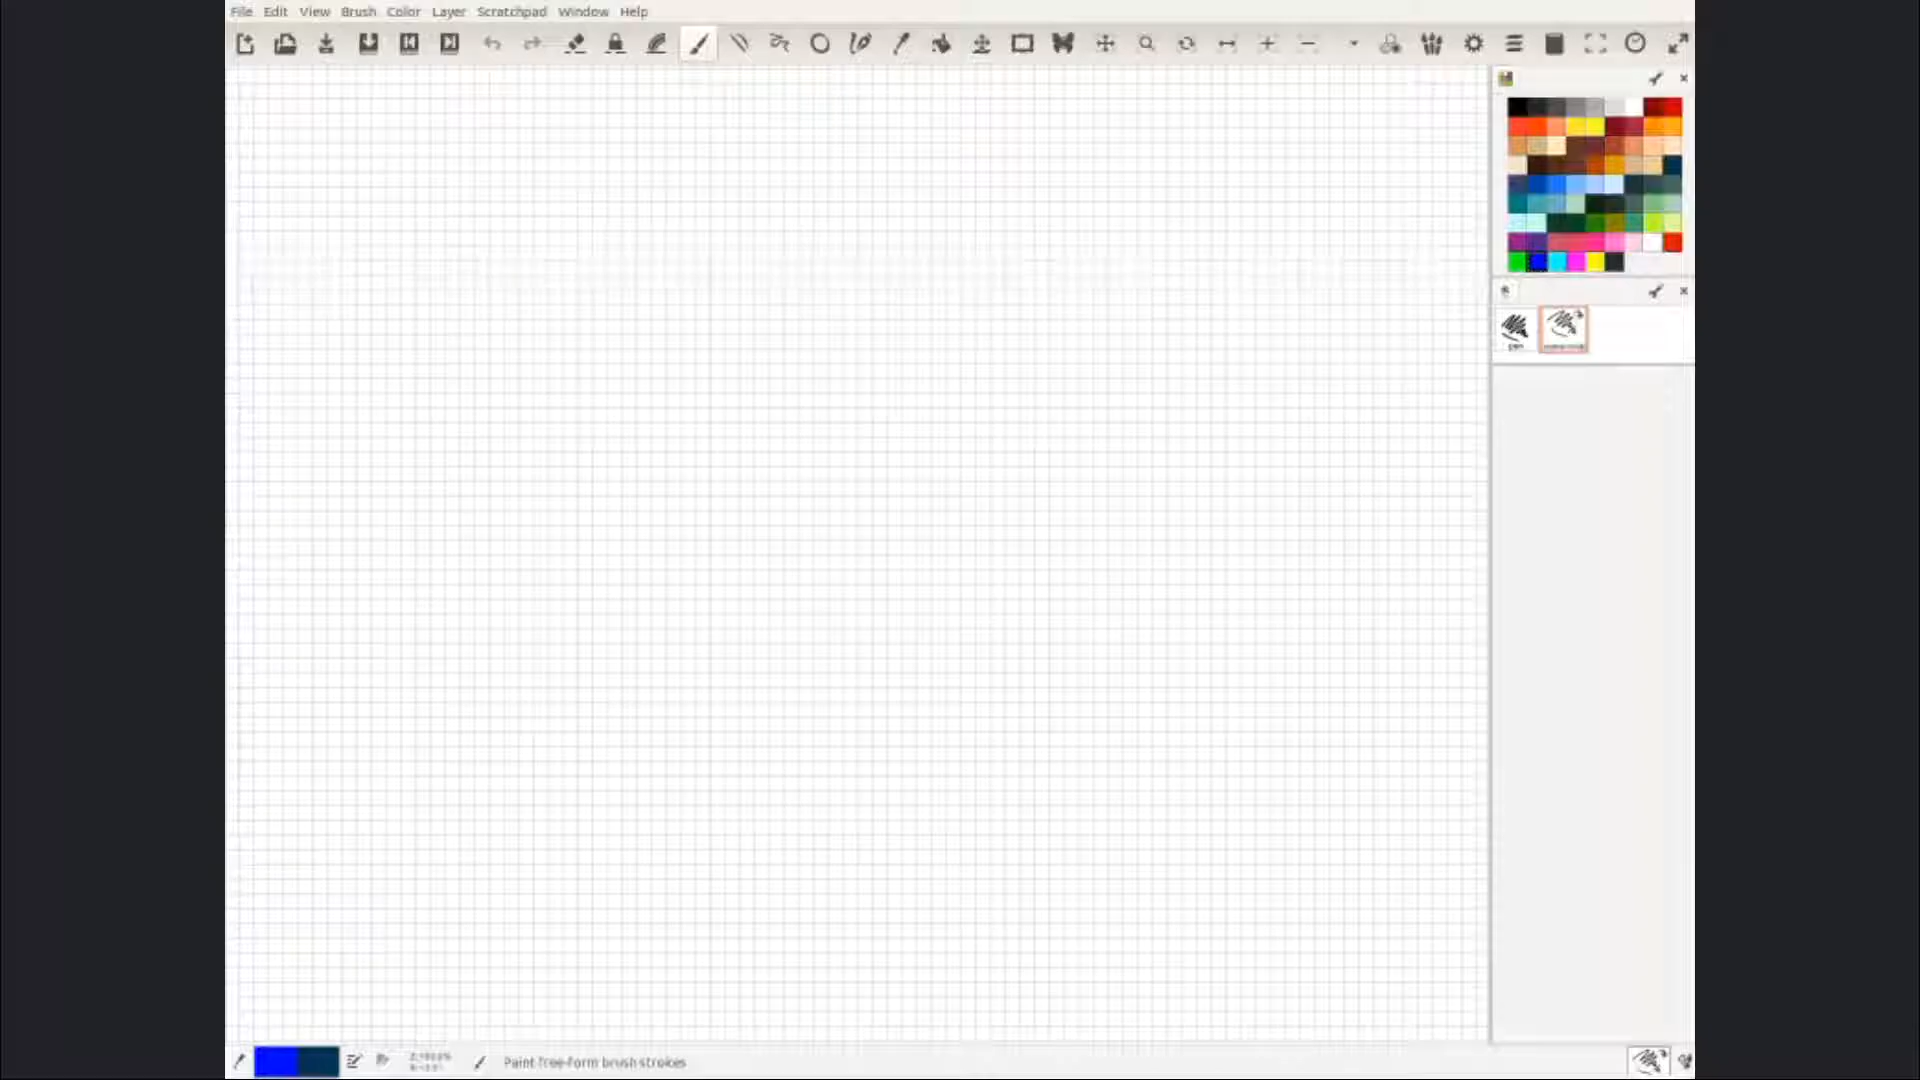 File Edit View Brush Color Layer Scratchpad Window Help
Paint free-form brush strokes